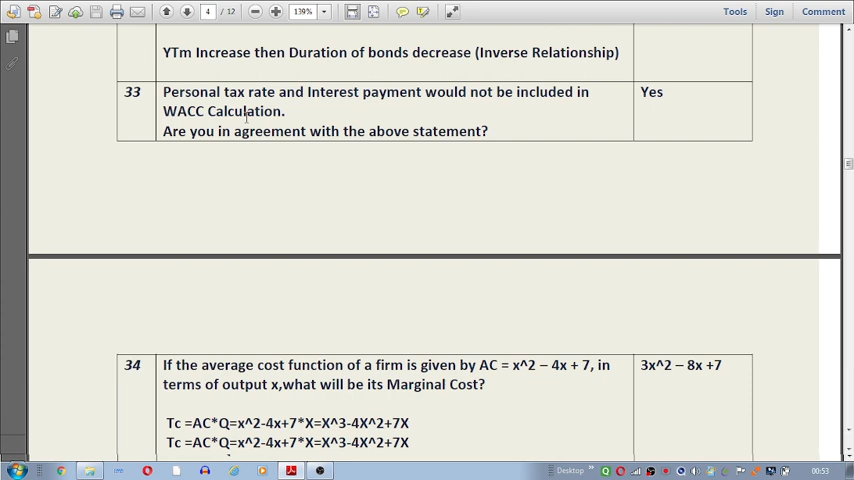 4 / 12 139% Tools Sign Comment
YTm Increase then Duration of bonds decrease (Inverse Relationship)
33 Personal tax rate and Interest payment would not be included in Yes
WACC Calculation.
Are you in agreement with the above statement?
34 If the average cost function of a firm is given by AC = x^2 – 4x + 7, in 3x^2 – 8x +7
terms of output x,what will be its Marginal Cost?
Tc =AC*Q=x^2-4x+7*X=X^3-4X^2+7X
Tc =AC*Q=x^2-4x+7*X=X^3-4X^2+7X
Desktop 00:53